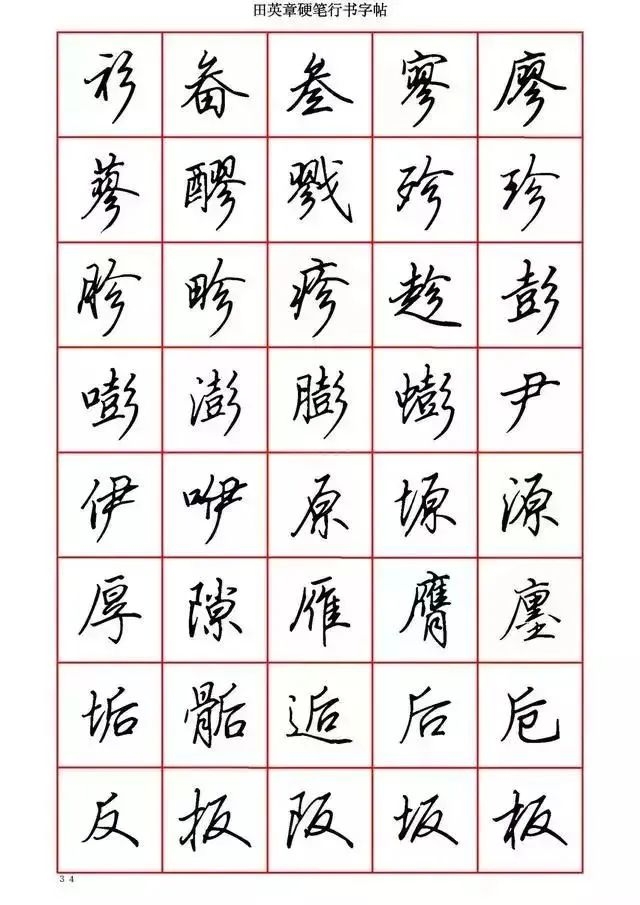 田英章硬笔行书字帖
衫畚叁寥廖
蓼醪戮殄珍
胗畛疹趁彭
嘭澎膨蟛尹
伊咿原塬源
厚隙雁膺廛
垢骺逅后卮
反扳阪坂板
34